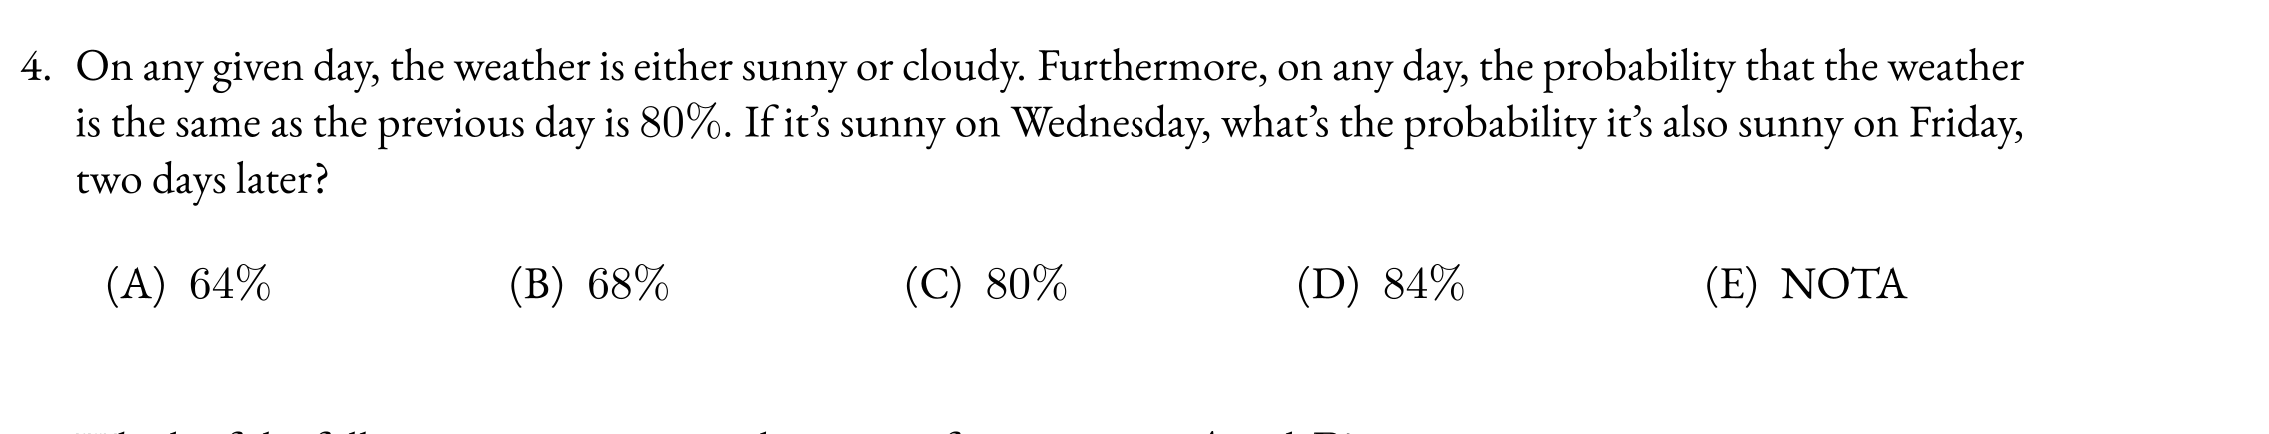 4. On any given day, the weather is either sunny or cloudy. Furthermore, on any day, the probability that the weather
is the same as the previous day is 80%. If it's sunny on Wednesday, what's the probability it's also sunny on Friday,
two days later?
(A) 64% (B) 68% (C) 80% (D) 84% (E) NOTA